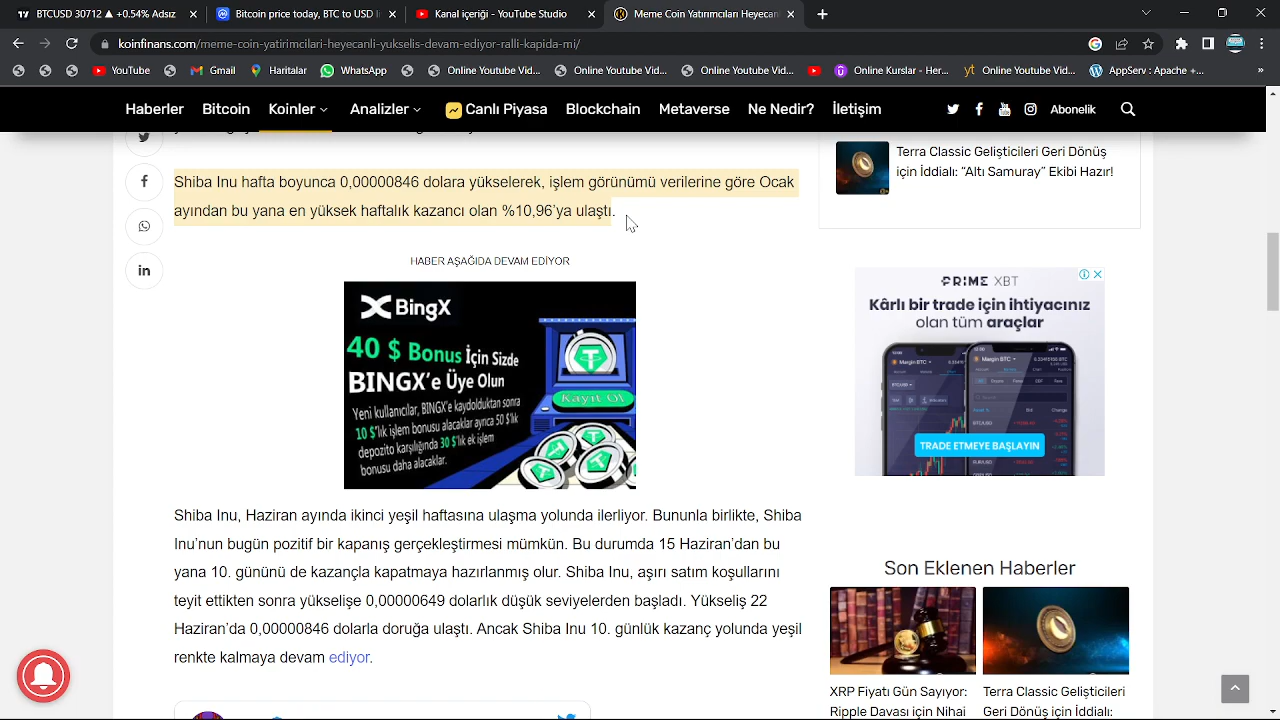 BTCUSD 30712 ▲ +0.54% Adsız
Bitcoin price today, BTC to USD li
Kanal içeriği - YouTube Studio
Meme Coin Yatırımcıları Heyecanlı
koinfinans.com/meme-coin-yatirimcilari-heyecanli-yukselis-devam-ediyor-ralli-kapida-mi/
YouTube
Gmail
Haritalar
WhatsApp
Online Youtube Vid...
Online Youtube Vid...
Online Youtube Vid...
Online Kurslar - Her...
Online Youtube Vid...
AppServ : Apache +...
Haberler Bitcoin Koinler Analizler Canlı Piyasa Blockchain Metaverse Ne Nedir? İletişim Abonelik
Shiba Inu hafta boyunca 0,00000846 dolara yükselerek, işlem görünümü verilerine göre Ocak
ayından bu yana en yüksek haftalık kazancı olan %10,96'ya ulaştı.
HABER AŞAĞIDA DEVAM EDİYOR
BingX
40 $ Bonus İçin Sizde
BINGX'e Üye Olun
Yeni kullanıcılar, BINGX'e kaydolduktan sonra
10 $'lık işlem bonusu alacaklar ayrıca 50 $'lık
depozito karşılığında 30 $'lık ek işlem
bonusu daha alacaklar.
Kayıt Ol
Shiba Inu, Haziran ayında ikinci yeşil haftasına ulaşma yolunda ilerliyor. Bununla birlikte, Shiba
Inu'nun bugün pozitif bir kapanış gerçekleştirmesi mümkün. Bu durumda 15 Haziran'dan bu
yana 10. gününü de kazançla kapatmaya hazırlanmış olur. Shiba Inu, aşırı satım koşullarını
teyit ettikten sonra yükselişe 0,00000649 dolarlık düşük seviyelerden başladı. Yükseliş 22
Haziran'da 0,00000846 dolarla doruğa ulaştı. Ancak Shiba Inu 10. günlük kazanç yolunda yeşil
renkte kalmaya devam ediyor.
Terra Classic Geliştiricileri Geri Dönüş
için İddialı: “Altı Samuray” Ekibi Hazır!
PRIME XBT
Kârlı bir trade için ihtiyacınız
olan tüm araçlar
Margin BTC
Margin BTC
TRADE ETMEYE BAŞLAYIN
Son Eklenen Haberler
XRP Fiyatı Gün Sayıyor:
Ripple Davası için Nihai
Terra Classic Geliştiricileri
Geri Dönüş için İddialı: